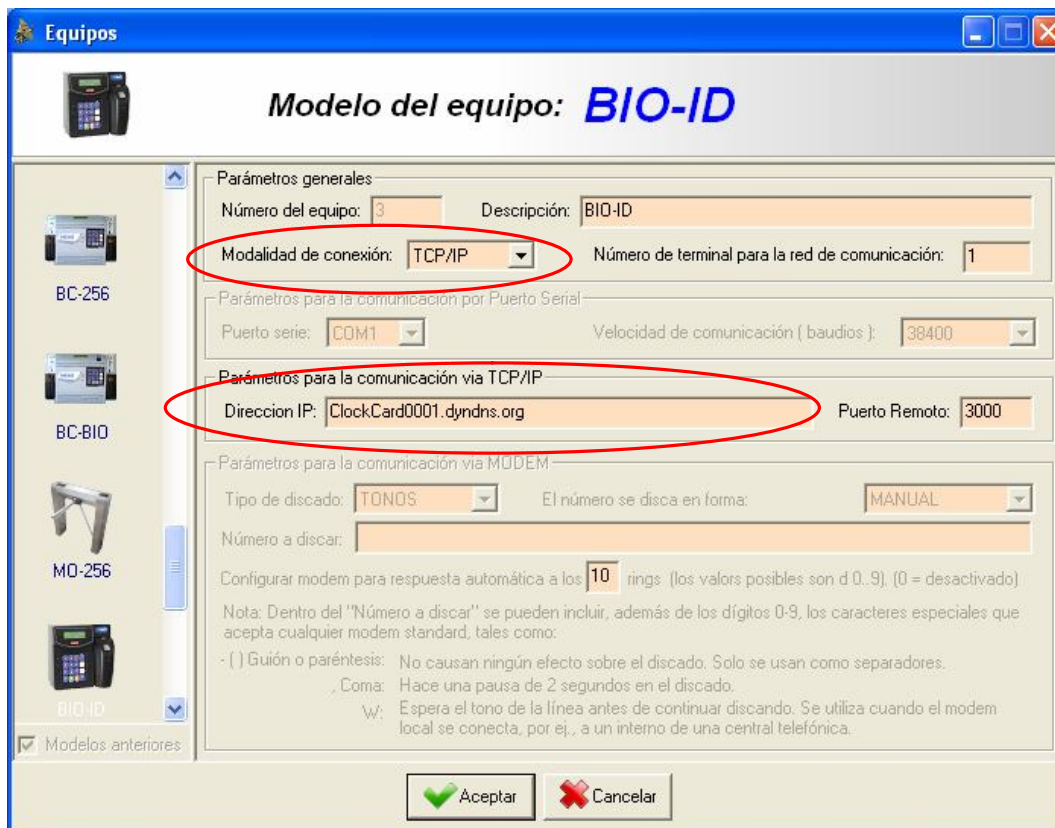 Equipos
Modelo del equipo: BIO-ID
BC-256
BC-BIO
MO-256
BIO-ID
Modelos anteriores
Parámetros generales
Número del equipo: 3 Descripción: BIO-ID
Modalidad de conexión: TCP/IP Número de terminal para la red de comunicación: 1
Parámetros para la comunicación por Puerto Serial
Puerto serie: COM1 Velocidad de comunicación ( baudios ): 38400
Parámetros para la comunicación via TCP/IP
Direccion IP: ClockCard0001.dyndns.org Puerto Remoto: 3000
Parámetros para la comunicación via MODEM
Tipo de discado: TONOS El número se disca en forma: MANUAL
Número a discar:
Configurar modem para respuesta automática a los 10 rings (los valors posibles son d 0..9), (0 = desactivado)
Nota: Dentro del "Número a discar" se pueden incluir, además de los dígitos 0-9, los caracteres especiales que
acepta cualquier modem standard, tales como:
- ( ) Guión o paréntesis: No causan ningún efecto sobre el discado. Solo se usan como separadores.
, Coma: Hace una pausa de 2 segundos en el discado.
W: Espera el tono de la línea antes de continuar discando. Se utiliza cuando el modem
local se conecta, por ej., a un interno de una central telefónica.
Aceptar Cancelar